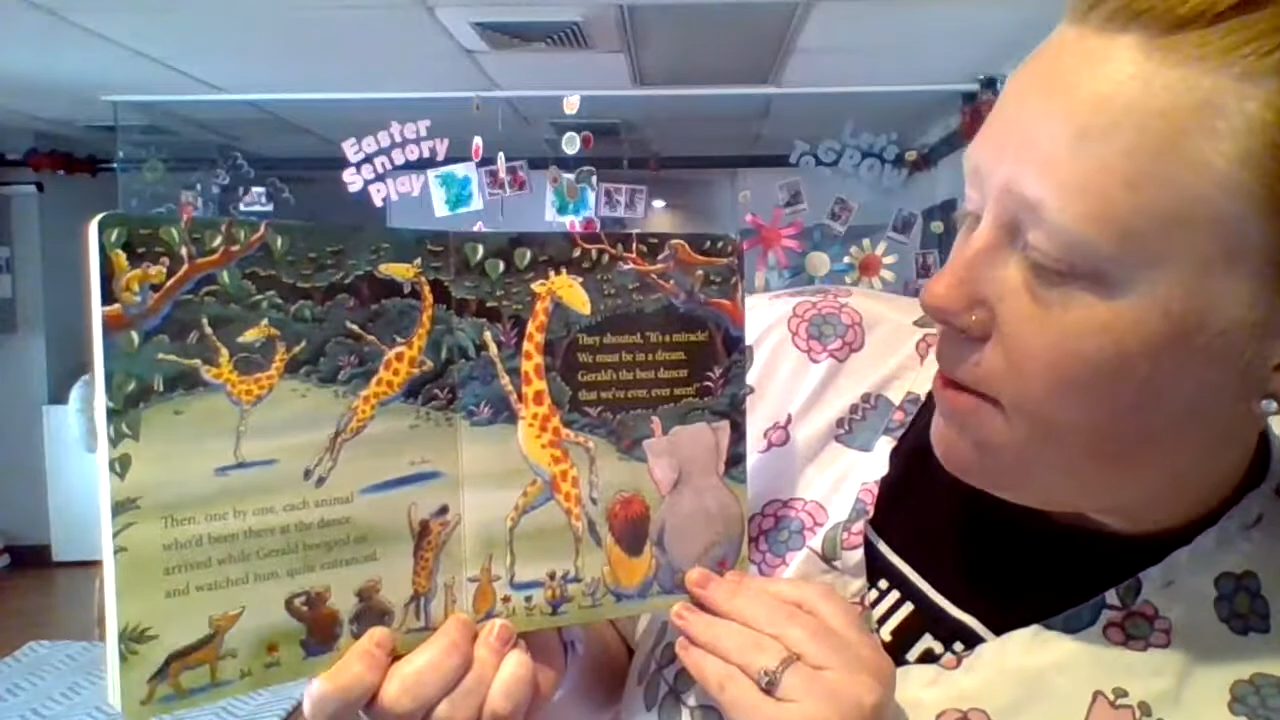 Easter
Sensory
Play
Let's
GROW
They shouted, "It's a miracle!
We must be in a dream.
Gerald's the best dancer
that we've ever, ever seen!"
Then, one by one, each animal
who'd been there at the dance
arrived while Gerald boogied on
and watched him, quite entranced.